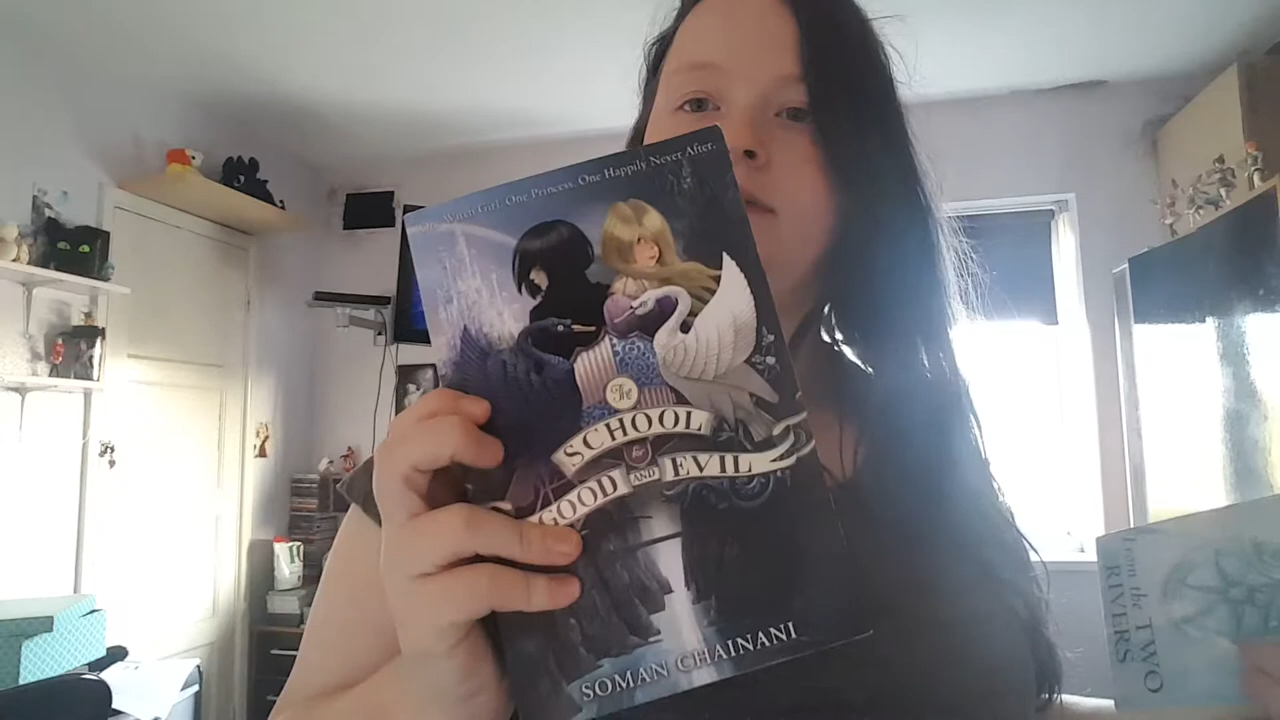 One Witch Girl. One Princess. One Happily Never After.
The
SCHOOL
for
GOOD AND EVIL
SOMAN CHAINANI
From the TWO
RIVERS